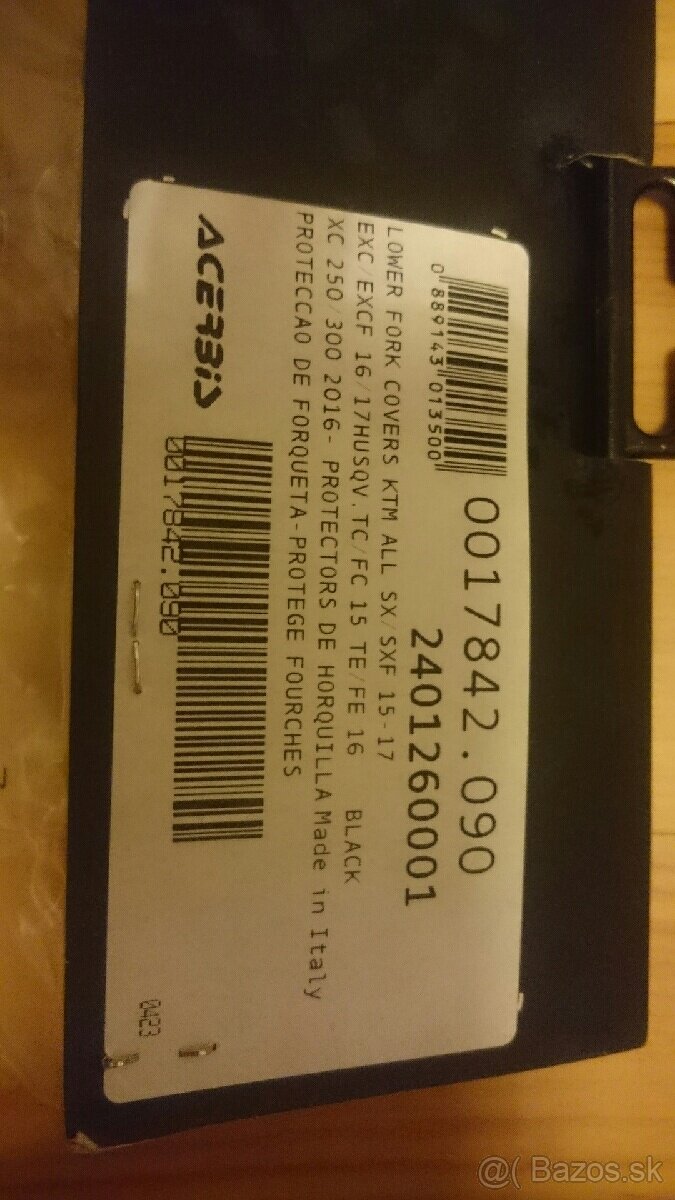 0017842.090
0 889143 013500
2401260001
LOWER FORK COVERS KTM ALL SX/SXF 15-17
EXC/EXCF 16/17HUSQV.TC/FC 15 TE/FE 16 BLACK
XC 250/300 2016- PROTECTORS DE HORQUILLA Made in Italy
PROTECCAO DE FORQUETA-PROTEGE FOURCHES
ACERBIS
0017842.090
0423
@( Bazos.sk